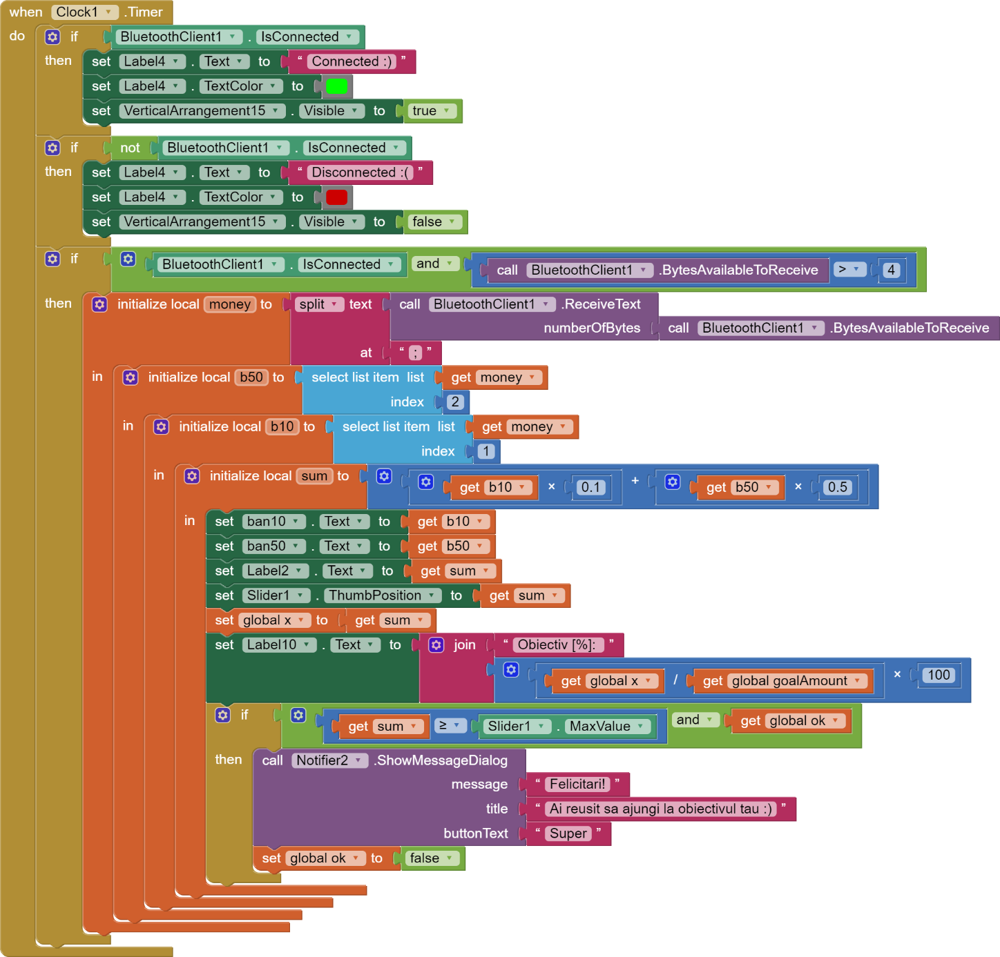 when Clock1 .Timer
do if BluetoothClient1 . IsConnected
then set Label4 . Text to “ Connected :) ”
set Label4 . TextColor to
set VerticalArrangement15 . Visible to true
if not BluetoothClient1 . IsConnected
then set Label4 . Text to “ Disconnected :( ”
set Label4 . TextColor to
set VerticalArrangement15 . Visible to false
if BluetoothClient1 . IsConnected and call BluetoothClient1 .BytesAvailableToReceive > 4
then initialize local money to split text call BluetoothClient1 .ReceiveText
numberOfBytes call BluetoothClient1 .BytesAvailableToReceive
at “ ; ”
in initialize local b50 to select list item list get money
index 2
in initialize local b10 to select list item list get money
index 1
in initialize local sum to get b10 × 0.1 + get b50 × 0.5
in set ban10 . Text to get b10
set ban50 . Text to get b50
set Label2 . Text to get sum
set Slider1 . ThumbPosition to get sum
set global x to get sum
set Label10 . Text to join “ Obiectiv [%]: ”
get global x / get global goalAmount × 100
if get sum ≥ Slider1 . MaxValue and get global ok
then call Notifier2 .ShowMessageDialog
message “ Felicitari! ”
title “ Ai reusit sa ajungi la obiectivul tau :) ”
buttonText “ Super ”
set global ok to false